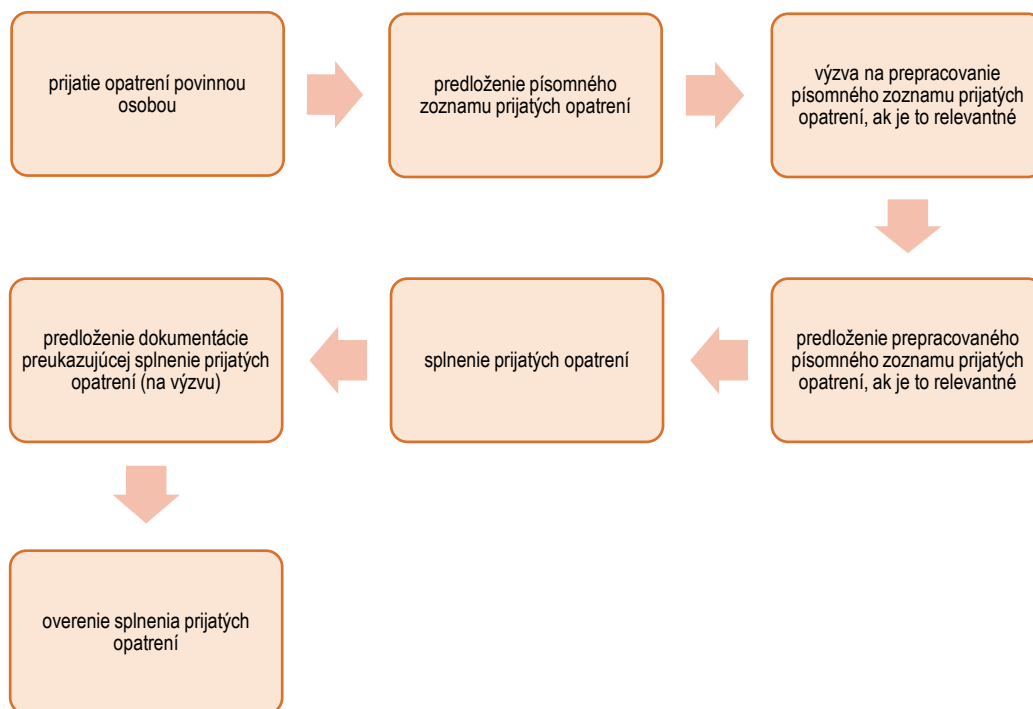 prijatie opatrení povinnou
osobou
predloženie písomného
zoznamu prijatých opatrení
výzva na prepracovanie
písomného zoznamu prijatých
opatrení, ak je to relevantné
predloženie prepracovaného
písomného zoznamu prijatých
opatrení, ak je to relevantné
splnenie prijatých opatrení
predloženie dokumentácie
preukazujúcej splnenie prijatých
opatrení (na výzvu)
overenie splnenia prijatých
opatrení